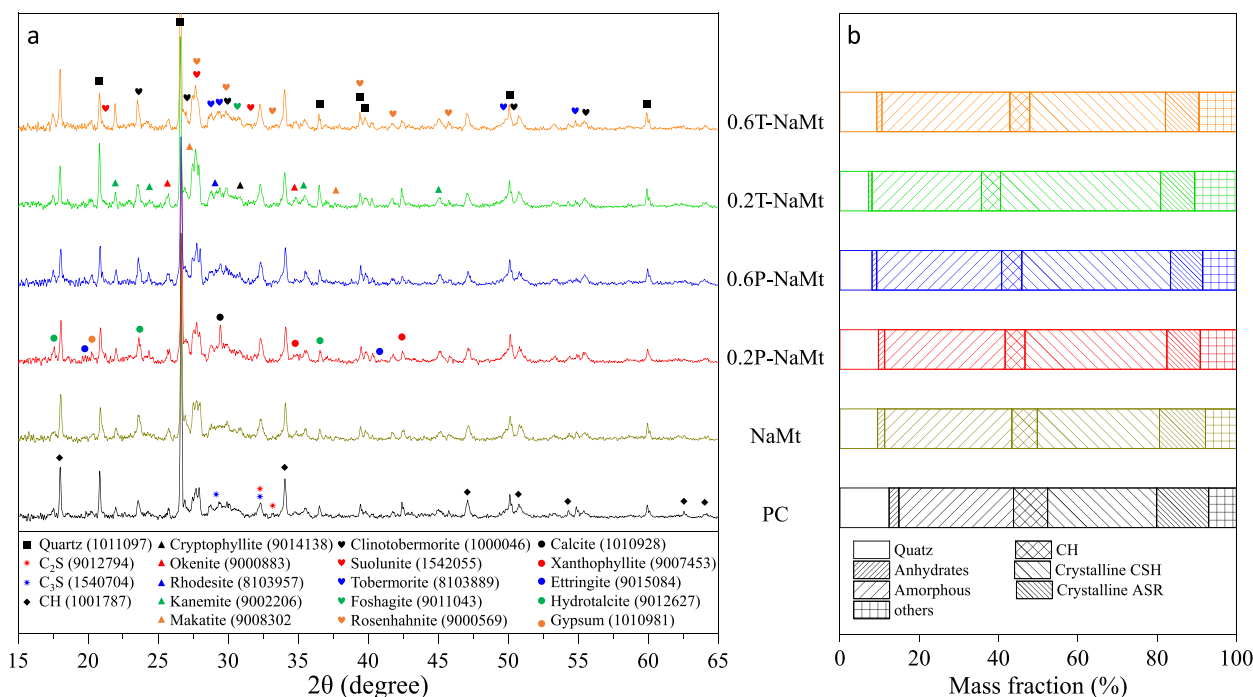 a
0.6T-NaMt
0.2T-NaMt
0.6P-NaMt
0.2P-NaMt
NaMt
PC
Quartz (1011097)
C2S (9012794)
C3S (1540704)
CH (1001787)
Cryptophyllite (9014138)
Okenite (9000883)
Rhodesite (8103957)
Kanemite (9002206)
Makatite (9008302
Clinotobermorite (1000046)
Suolunite (1542055)
Tobermorite (8103889)
Foshagite (9011043)
Rosenhahnite (9000569)
Calcite (1010928)
Xanthophyllite (9007453)
Ettringite (9015084)
Hydrotalcite (9012627)
Gypsum (1010981)
15 20 25 30 35 40 45 50 55 60 65
2θ (degree)
b
Quatz
Anhydrates
Amorphous
others
CH
Crystalline CSH
Crystalline ASR
0 20 40 60 80 100
Mass fraction (%)